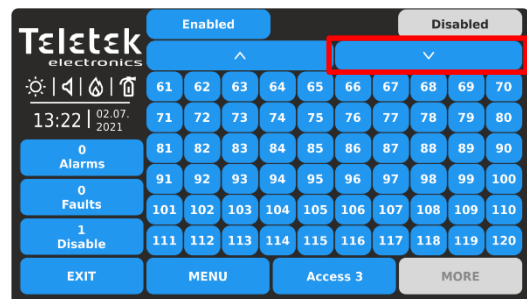 Teletek
electronics
Enabled
Disabled
13:22 02.07.
2021
0
Alarms
0
Faults
1
Disable
61 62 63 64 65 66 67 68 69 70
71 72 73 74 75 76 77 78 79 80
81 82 83 84 85 86 87 88 89 90
91 92 93 94 95 96 97 98 99 100
101 102 103 104 105 106 107 108 109 110
111 112 113 114 115 116 117 118 119 120
EXIT
MENU
Access 3
MORE